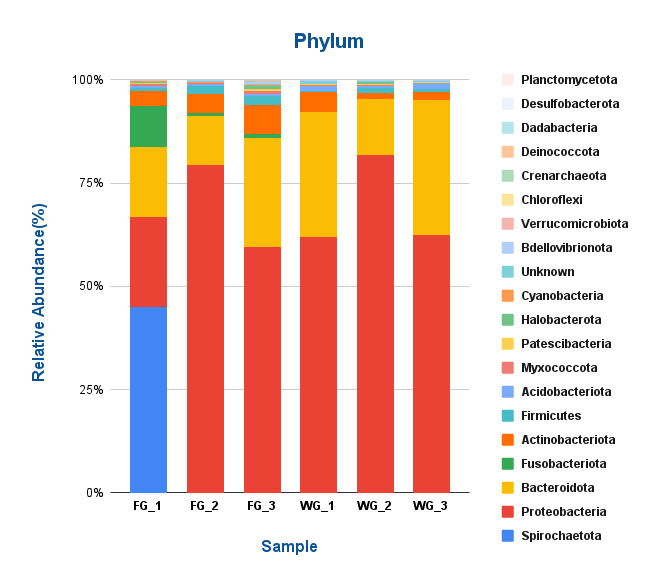 Phylum
Relative Abundance(%)
100%
75%
50%
25%
0%
FG_1
FG_2
FG_3
WG_1
WG_2
WG_3
Sample
Planctomycetota
Desulfobacterota
Dadabacteria
Deinococcota
Crenarchaeota
Chloroflexi
Verrucomicrobiota
Bdellovibrionota
Unknown
Cyanobacteria
Halobacterota
Patescibacteria
Myxococcota
Acidobacteriota
Firmicutes
Actinobacteriota
Fusobacteriota
Bacteroidota
Proteobacteria
Spirochaetota